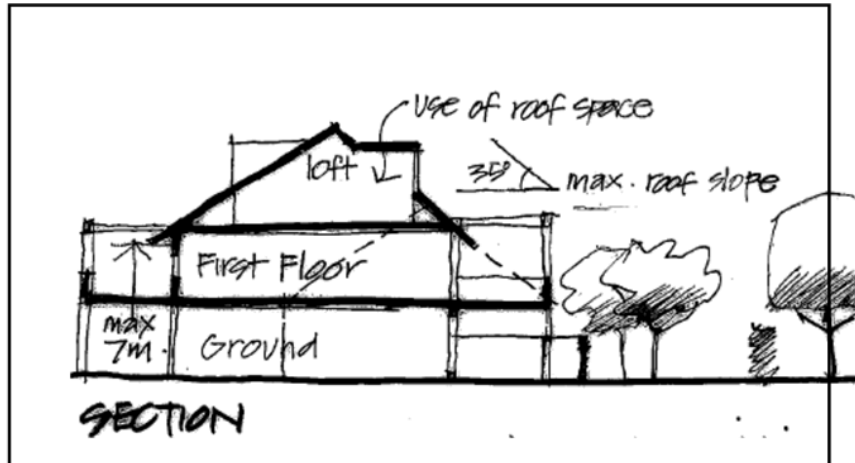 use of roof space
loft
35°
max. roof slope
First Floor
max
7m.
Ground
SECTION